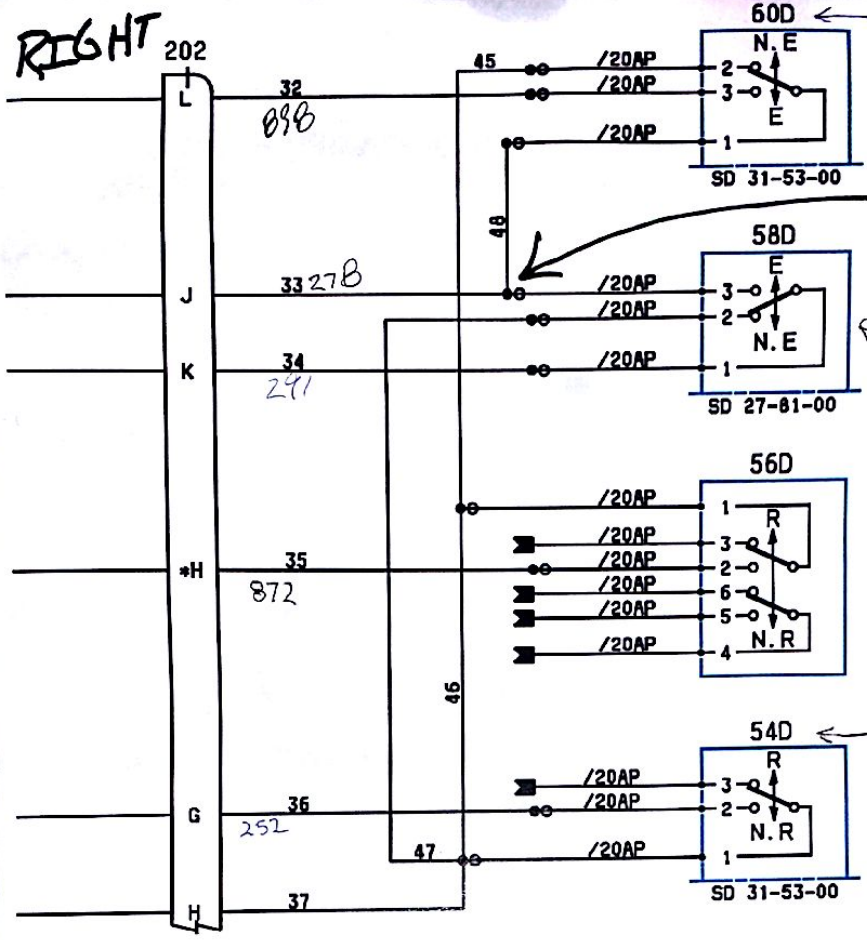 RIGHT
202
60D
N.E
45 /20AP 2
L 32 /20AP 3
898
E
/20AP 1
SD 31-53-00
48
58D
E
J 33 27B /20AP 3
/20AP 2
N.E
K 34 /20AP 1
291
SD 27-81-00
56D
/20AP 1
R
/20AP 3
*H 35 /20AP 2
872
/20AP 6
/20AP 5
N.R
/20AP 4
46
54D
R
/20AP 3
G 36 /20AP 2
252
N.R
47 /20AP 1
SD 31-53-00
H 37